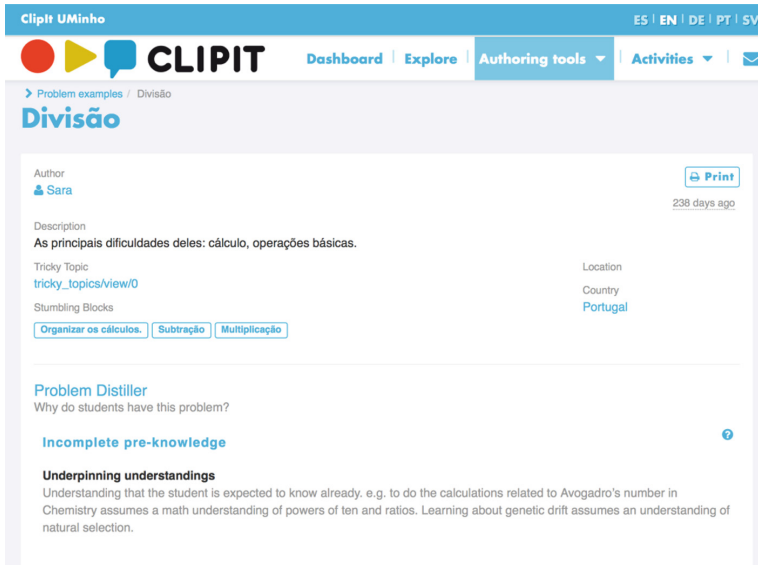 ClipIt UMinho
ES | EN | DE | PT | SV
CLIPIT
Dashboard | Explore | Authoring tools | Activities
Problem examples / Divisão
Divisão
Author
Sara
Print
238 days ago
Description
As principais dificuldades deles: cálculo, operações básicas.
Tricky Topic
tricky_topics/view/0
Location
Country
Portugal
Stumbling Blocks
Organizar os cálculos. Subtração Multiplicação
Problem Distiller
Why do students have this problem?
Incomplete pre-knowledge
?
Underpinning understandings
Understanding that the student is expected to know already. e.g. to do the calculations related to Avogadro's number in
Chemistry assumes a math understanding of powers of ten and ratios. Learning about genetic drift assumes an understanding of
natural selection.